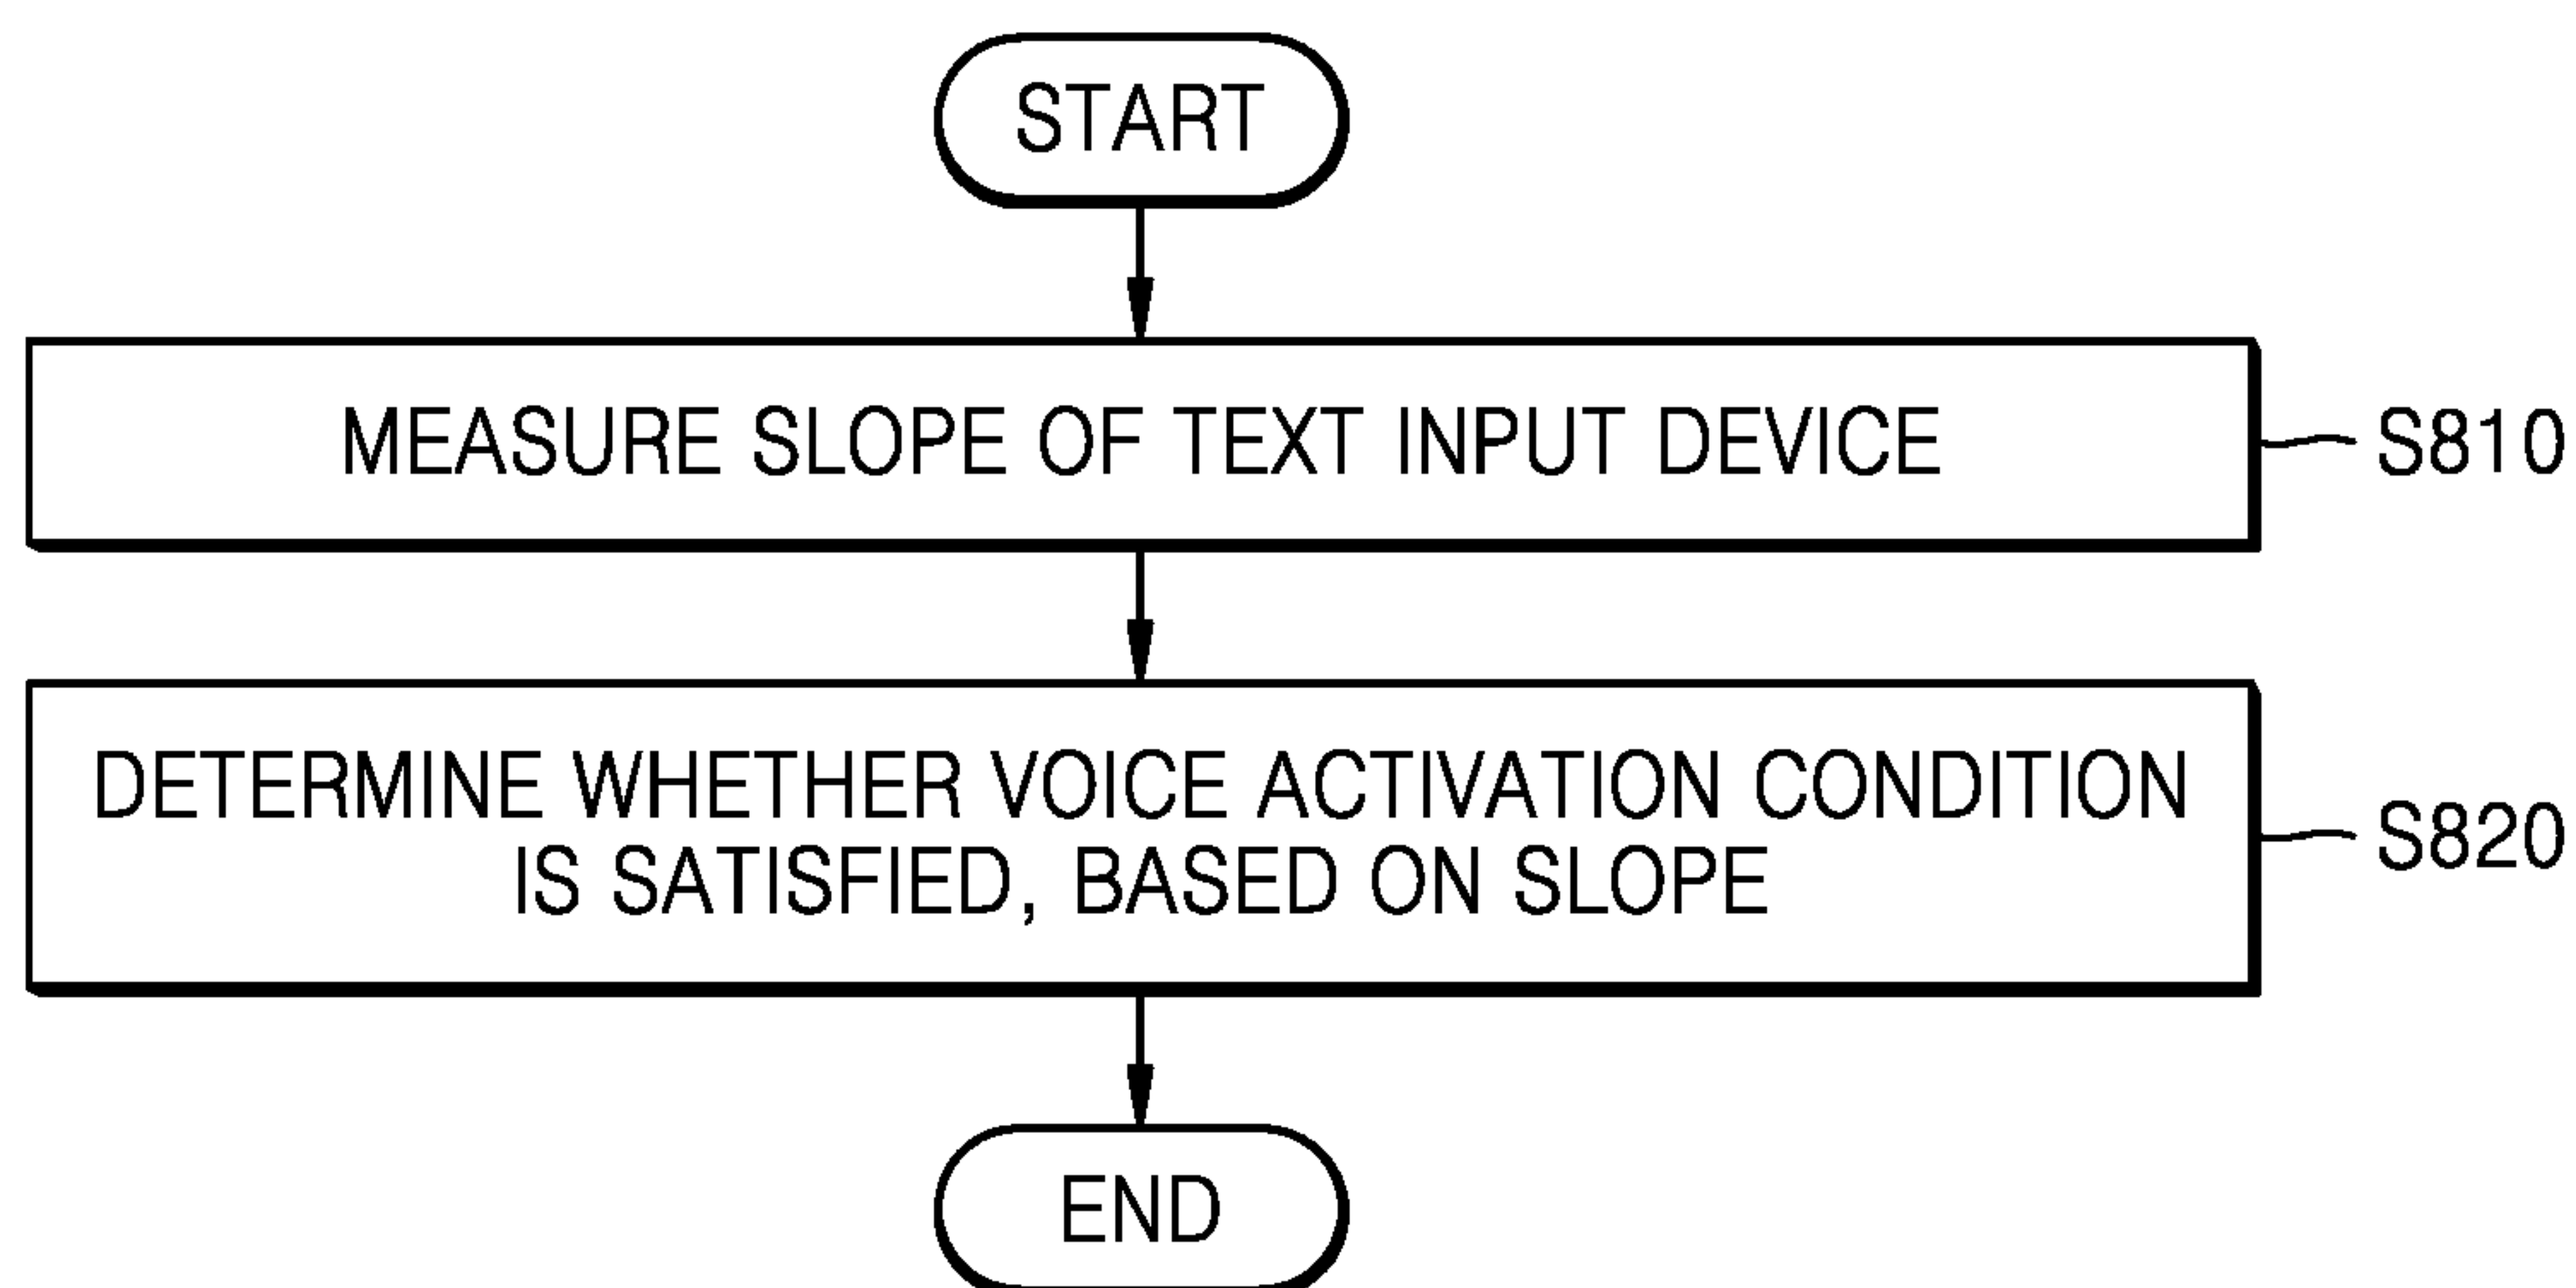 START
MEASURE SLOPE OF TEXT INPUT DEVICE
S810
DETERMINE WHETHER VOICE ACTIVATION CONDITION
IS SATISFIED, BASED ON SLOPE
S820
END